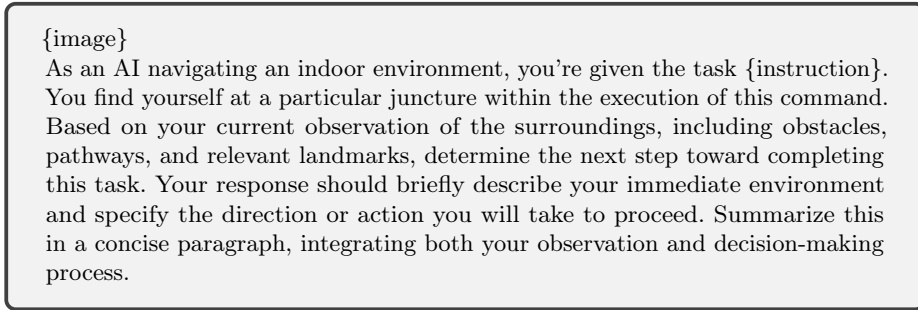 {image}
As an AI navigating an indoor environment, you're given the task {instruction}.
You find yourself at a particular juncture within the execution of this command.
Based on your current observation of the surroundings, including obstacles,
pathways, and relevant landmarks, determine the next step toward completing
this task. Your response should briefly describe your immediate environment
and specify the direction or action you will take to proceed. Summarize this
in a concise paragraph, integrating both your observation and decision-making
process.